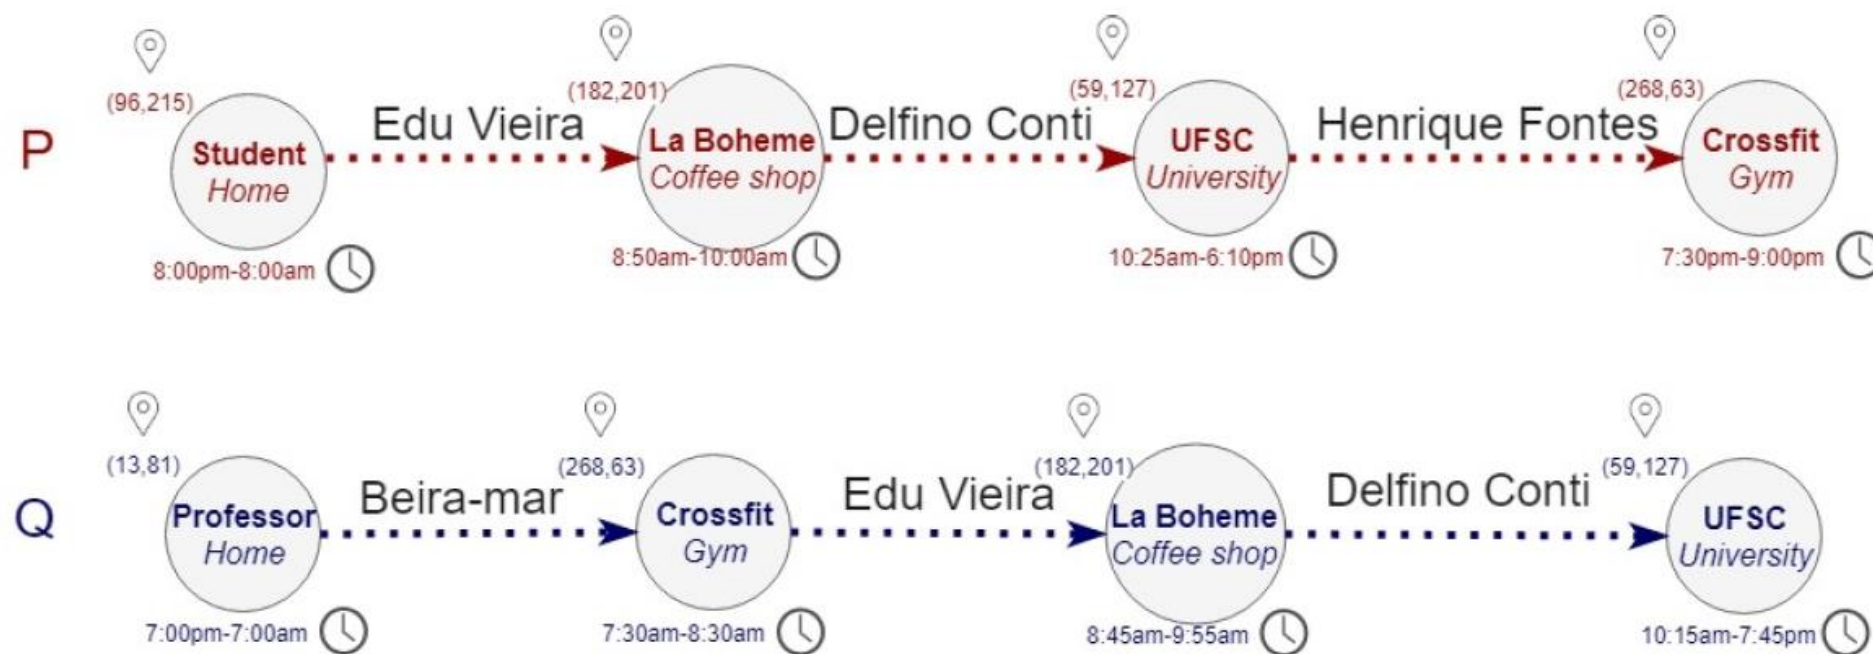 P
(96,215)
Student
Home
8:00pm-8:00am
Edu Vieira
(182,201)
La Boheme
Coffee shop
8:50am-10:00am
Delfino Conti
(59,127)
UFSC
University
10:25am-6:10pm
Henrique Fontes
(268,63)
Crossfit
Gym
7:30pm-9:00pm
Q
(13,81)
Professor
Home
7:00pm-7:00am
Beira-mar
(268,63)
Crossfit
Gym
7:30am-8:30am
Edu Vieira
(182,201)
La Boheme
Coffee shop
8:45am-9:55am
Delfino Conti
(59,127)
UFSC
University
10:15am-7:45pm